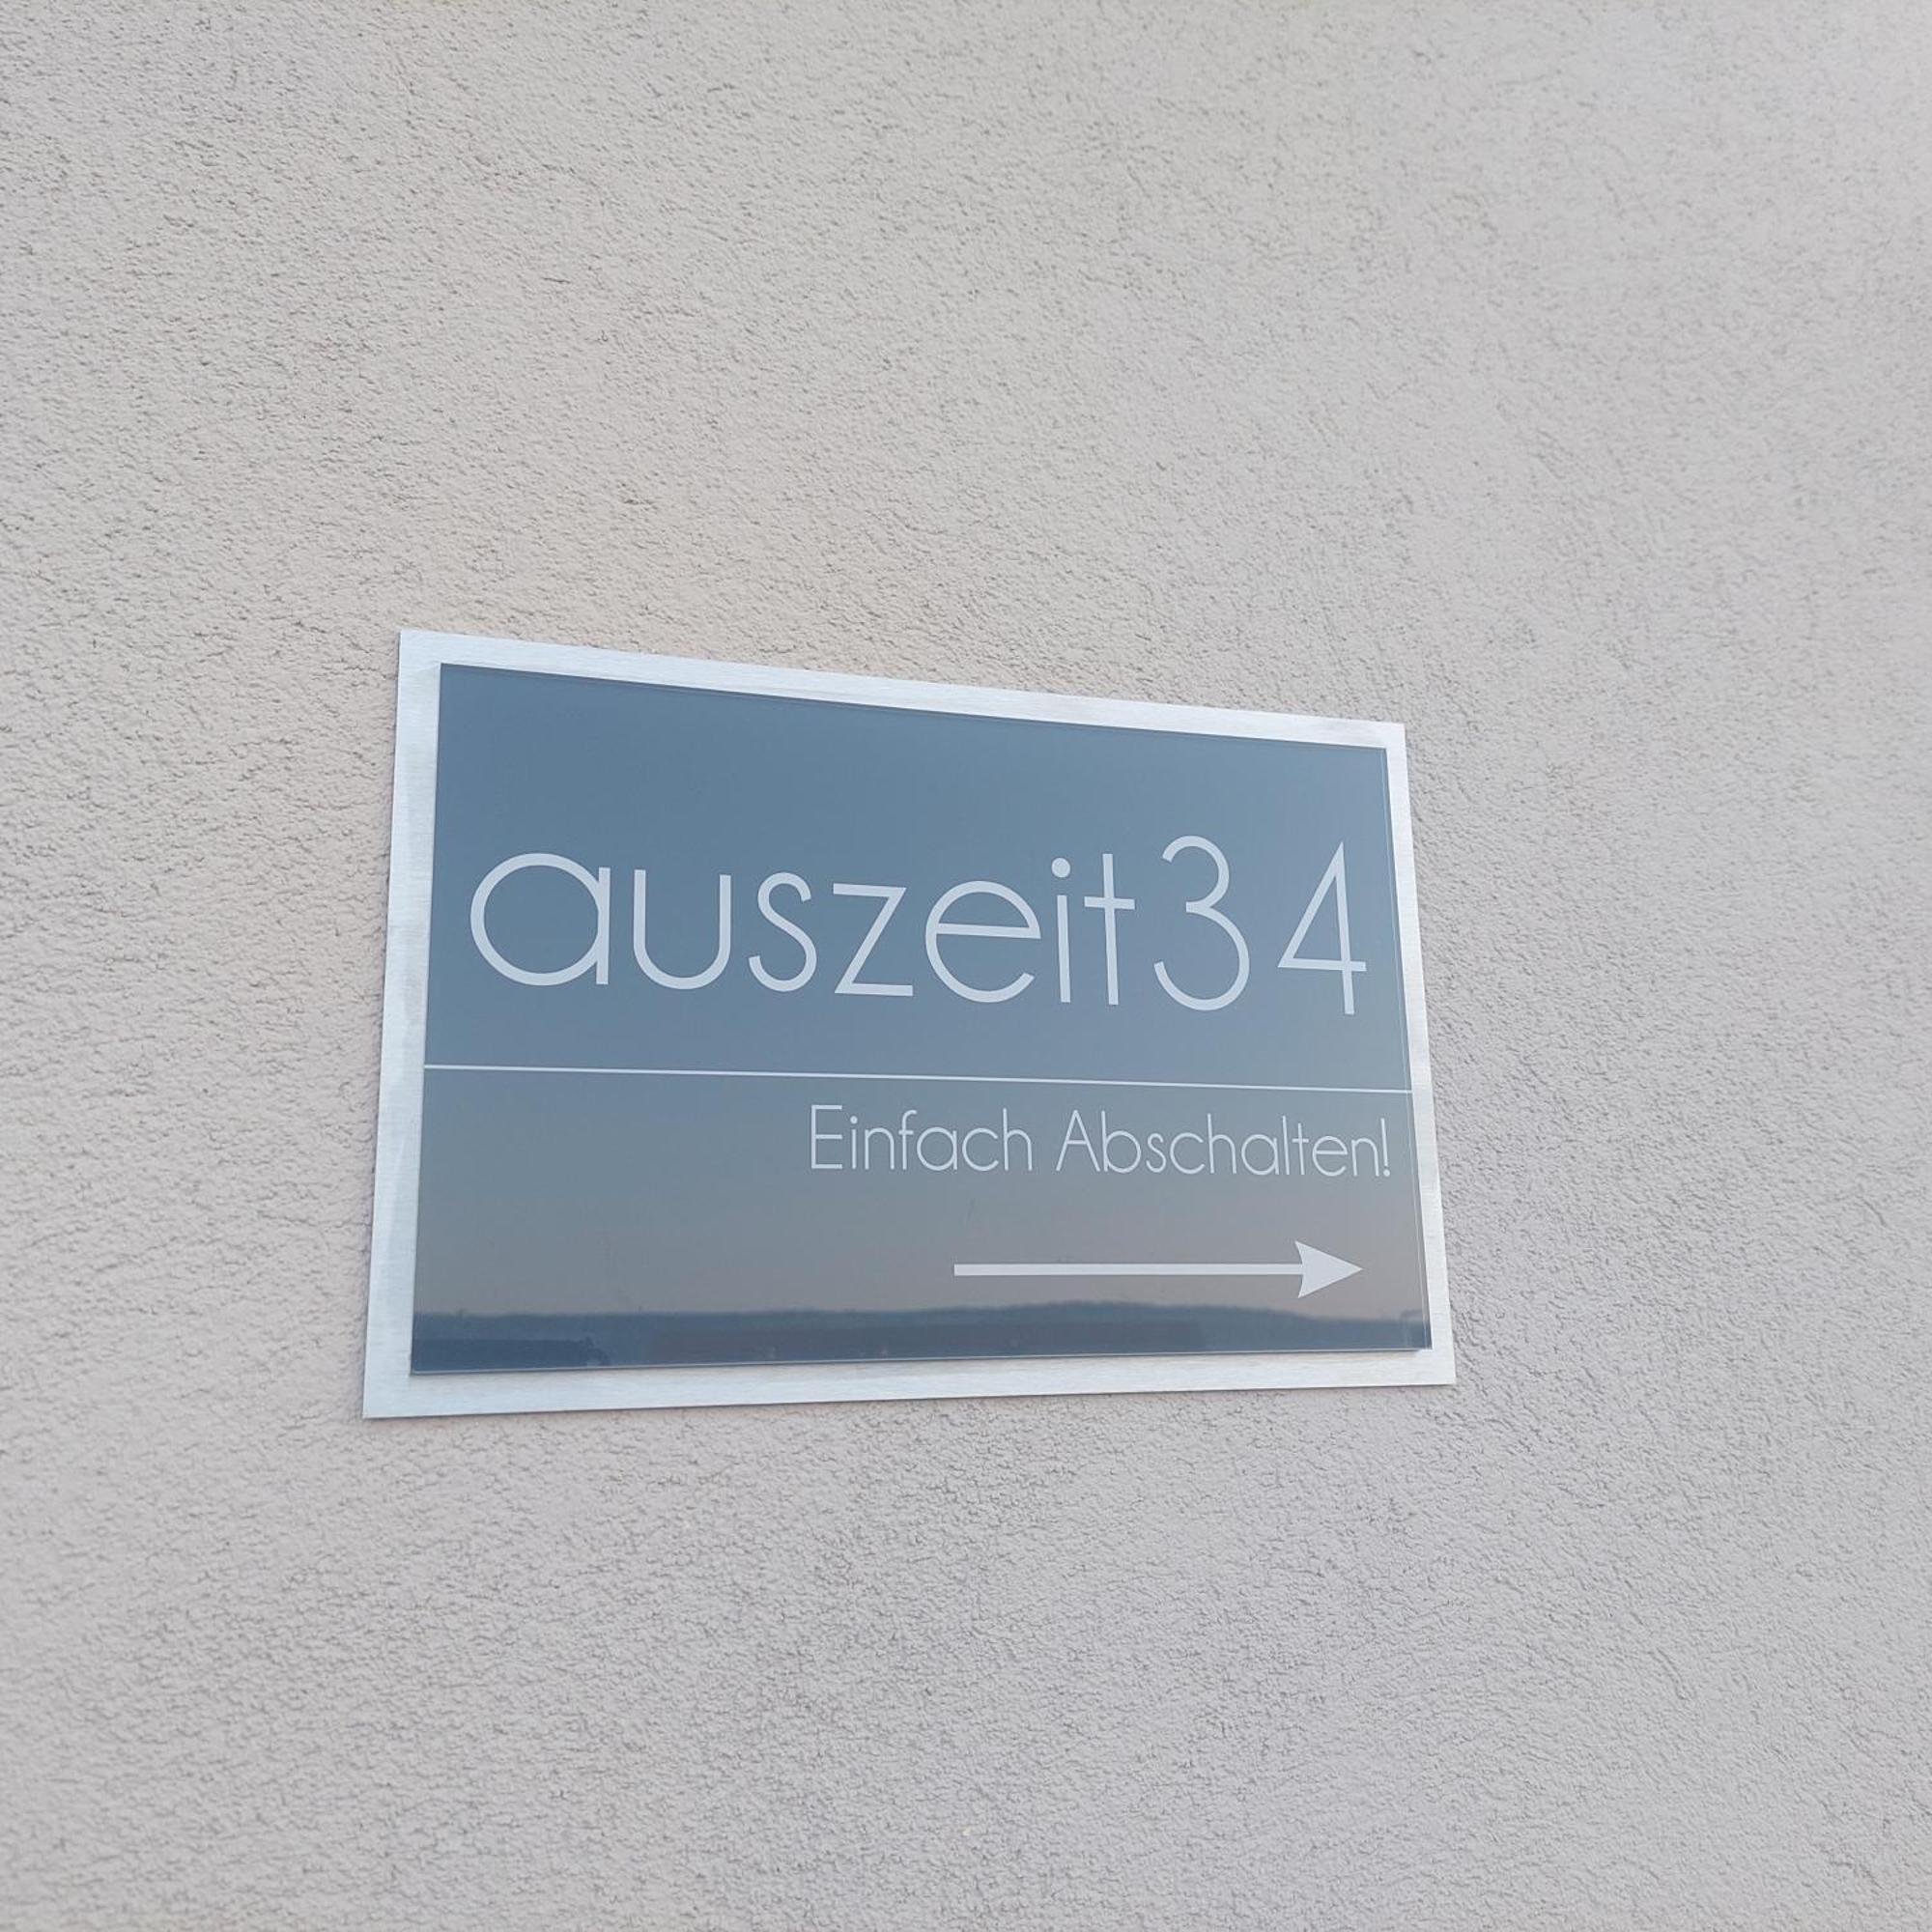 auszeit34
Einfach Abschalten!